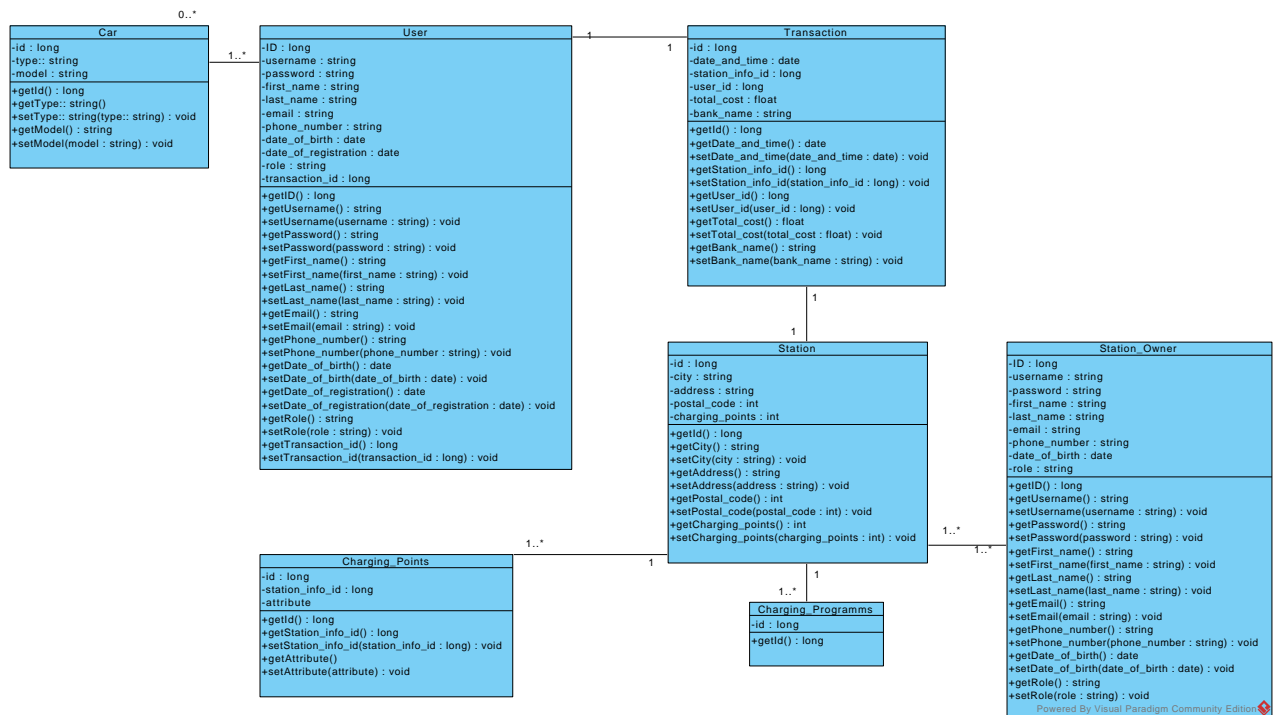 0..*
Car
-id : long
-type:: string
-model : string
+getId() : long
+getType:: string()
+setType:: string(type:: string) : void
+getModel() : string
+setModel(model : string) : void
1..*
User
-ID : long
-username : string
-password : string
-first_name : string
-last_name : string
-email : string
-phone_number : string
-date_of_birth : date
-date_of_registration : date
-role : string
-transaction_id : long
+getID() : long
+getUsername() : string
+setUsername(username : string) : void
+getPassword() : string
+setPassword(password : string) : void
+getFirst_name() : string
+setFirst_name(first_name : string) : void
+getLast_name() : string
+setLast_name(last_name : string) : void
+getEmail() : string
+setEmail(email : string) : void
+getPhone_number() : string
+setPhone_number(phone_number : string) : void
+getDate_of_birth() : date
+setDate_of_birth(date_of_birth : date) : void
+getDate_of_registration() : date
+setDate_of_registration(date_of_registration : date) : void
+getRole() : string
+setRole(role : string) : void
+getTransaction_id() : long
+setTransaction_id(transaction_id : long) : void
1
1
Transaction
-id : long
-date_and_time : date
-station_info_id : long
-user_id : long
-total_cost : float
-bank_name : string
+getId() : long
+getDate_and_time() : date
+setDate_and_time(date_and_time : date) : void
+getStation_info_id() : long
+setStation_info_id(station_info_id : long) : void
+getUser_id() : long
+setUser_id(user_id : long) : void
+getTotal_cost() : float
+setTotal_cost(total_cost : float) : void
+getBank_name() : string
+setBank_name(bank_name : string) : void
1
1
Station
-id : long
-city : string
-address : string
-postal_code : int
-charging_points : int
+getId() : long
+getCity() : string
+setCity(city : string) : void
+getAddress() : string
+setAddress(address : string) : void
+getPostal_code() : int
+setPostal_code(postal_code : int) : void
+getCharging_points() : int
+setCharging_points(charging_points : int) : void
1..*
1..*
Station_Owner
-ID : long
-username : string
-password : string
-first_name : string
-last_name : string
-email : string
-phone_number : string
-date_of_birth : date
-role : string
+getID() : long
+getUsername() : string
+setUsername(username : string) : void
+getPassword() : string
+setPassword(password : string) : void
+getFirst_name() : string
+setFirst_name(first_name : string) : void
+getLast_name() : string
+setLast_name(last_name : string) : void
+getEmail() : string
+setEmail(email : string) : void
+getPhone_number() : string
+setPhone_number(phone_number : string) : void
+getDate_of_birth() : date
+setDate_of_birth(date_of_birth : date) : void
+getRole() : string
+setRole(role : string) : void
1..*
1
Charging_Points
-id : long
-station_info_id : long
-attribute
+getId() : long
+getStation_info_id() : long
+setStation_info_id(station_info_id : long) : void
+getAttribute()
+setAttribute(attribute) : void
1
1..*
Charging_Programms
-id : long
+getId() : long
Powered By Visual Paradigm Community Edition